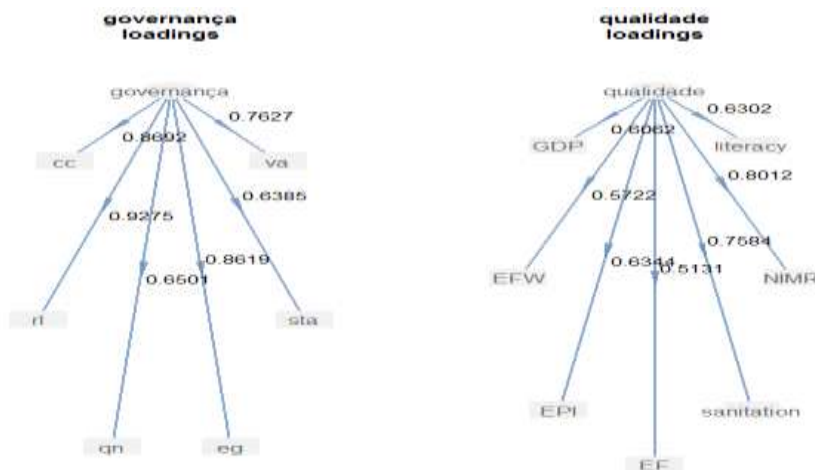 governança
loadings
qualidade
loadings
governança
qualidade
0.7627
0.6302
0.8692
0.6062
cc
va
GDP
literacy
0.6385
0.5722
0.8012
0.9275
0.7584
0.8619
0.6344
0.5131
0.6501
EFW
NIMR
rl
sta
EPI
sanitation
qn
eg
EF